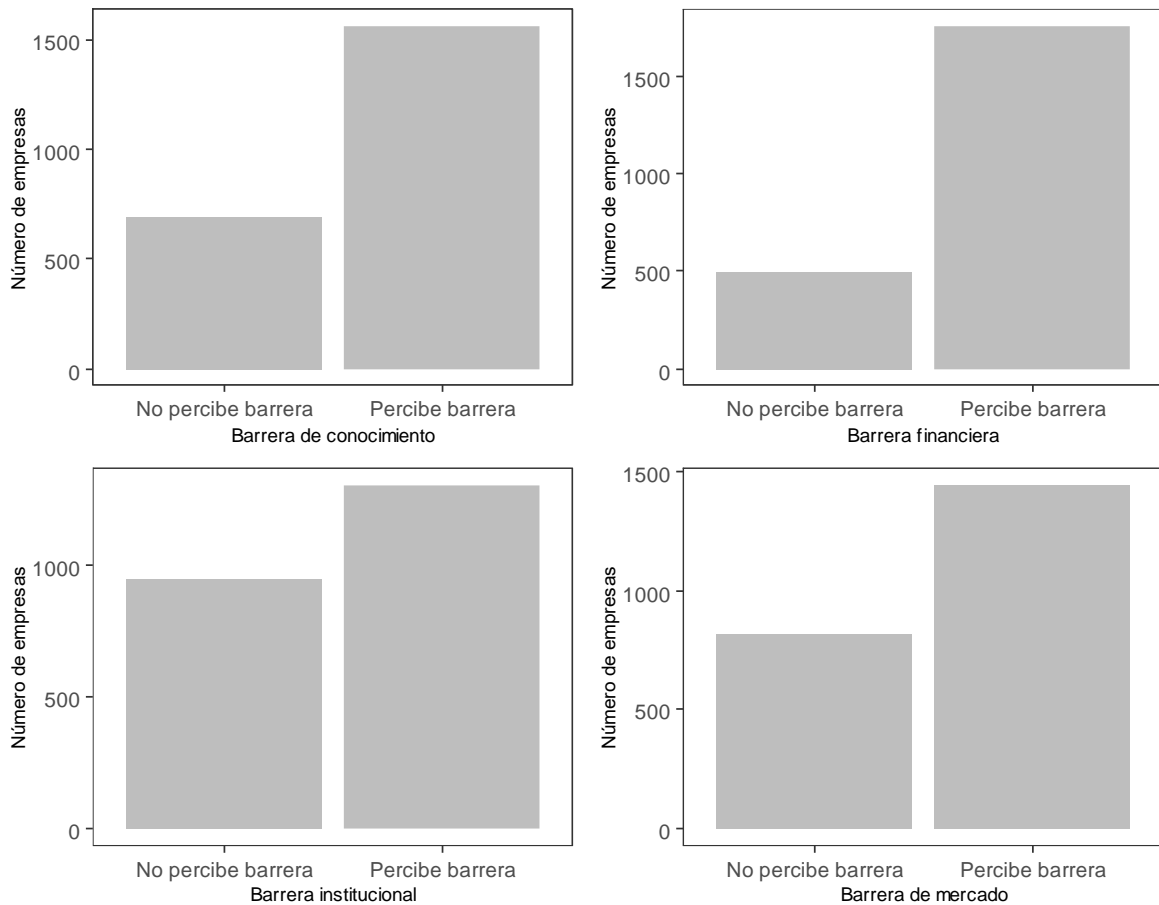 Número de empresas
1500
1000
500
0
No percibe barrera Percibe barrera
Barrera de conocimiento
Número de empresas
1500
1000
500
0
No percibe barrera Percibe barrera
Barrera financiera
Número de empresas
1000
500
0
No percibe barrera Percibe barrera
Barrera institucional
Número de empresas
1500
1000
500
0
No percibe barrera Percibe barrera
Barrera de mercado